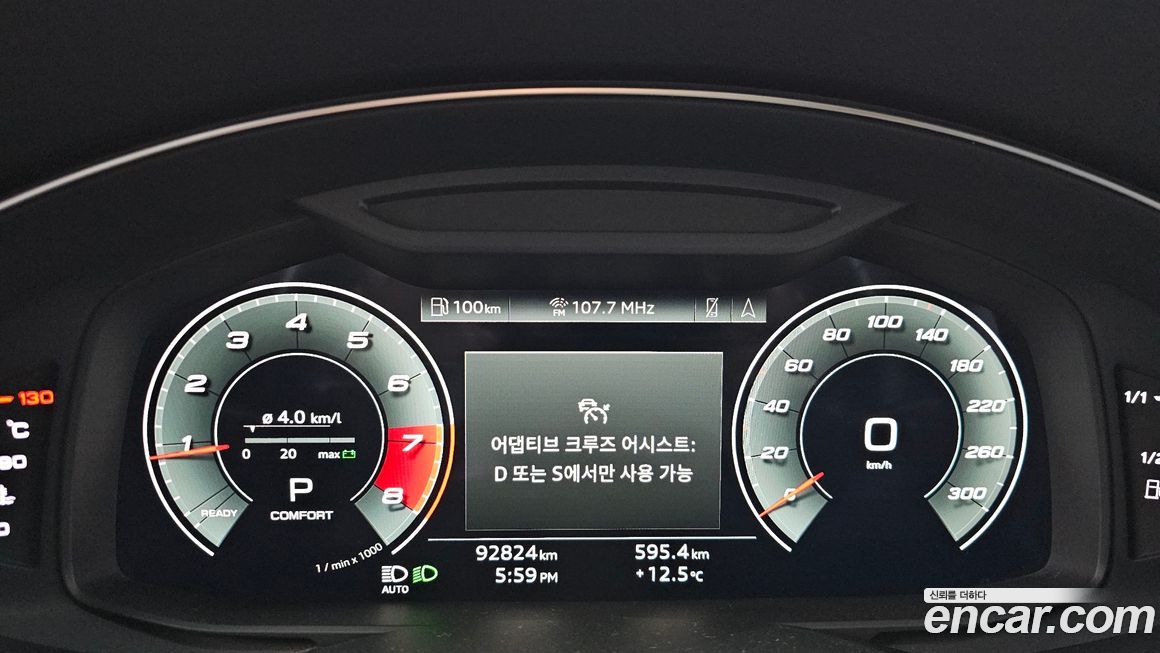 100km
FM 107.7 MHz
1 2 3 4 5 6 7 8
READY
1 / min x 1000
ø 4.0 km/l
0 20 max
P
COMFORT
어댑티브 크루즈 어시스트:
D 또는 S에서만 사용 가능
0 20 40 60 80 100 140 180 220 260 300
0
km/h
92824km 595.4km
5:59 PM +12.5°C
AUTO
130
°C
90
1/1
1/2
신뢰를 더하다
encar.com